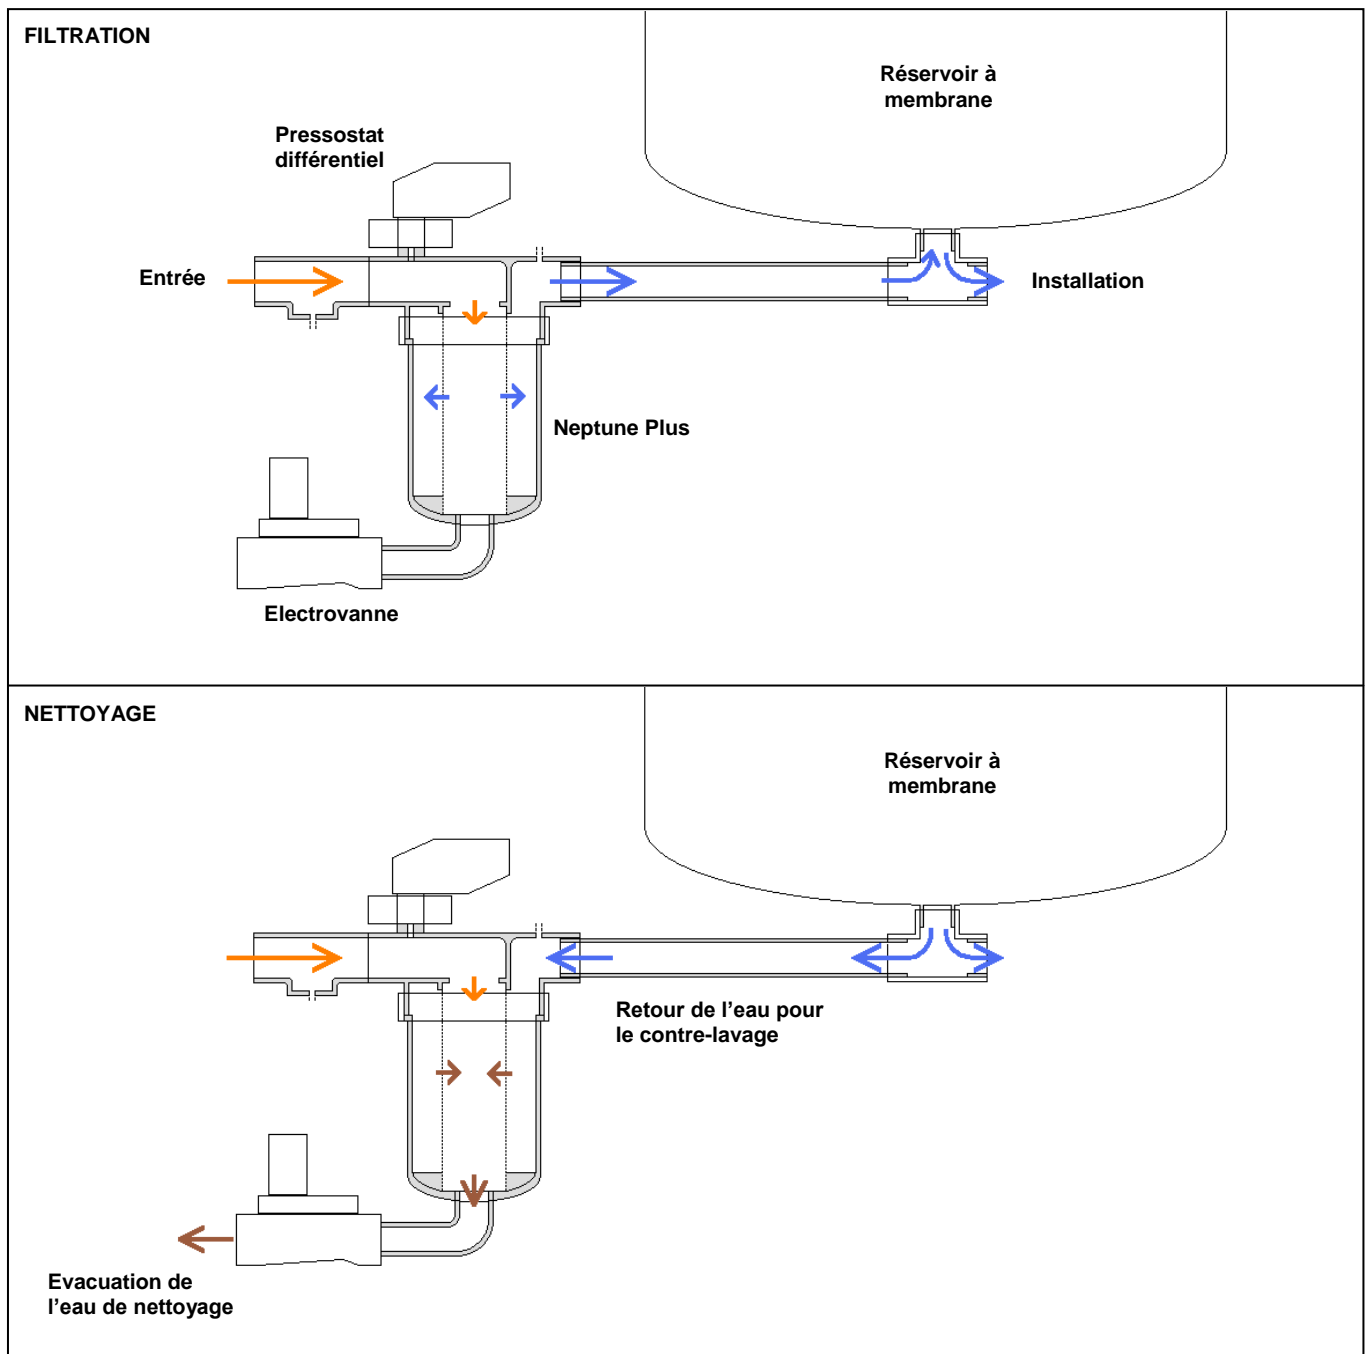 FILTRATION
Réservoir à
membrane
Pressostat
différentiel
Entrée
Installation
Neptune Plus
Electrovanne
NETTOYAGE
Réservoir à
membrane
Retour de l'eau pour
le contre-lavage
Evacuation de
l'eau de nettoyage